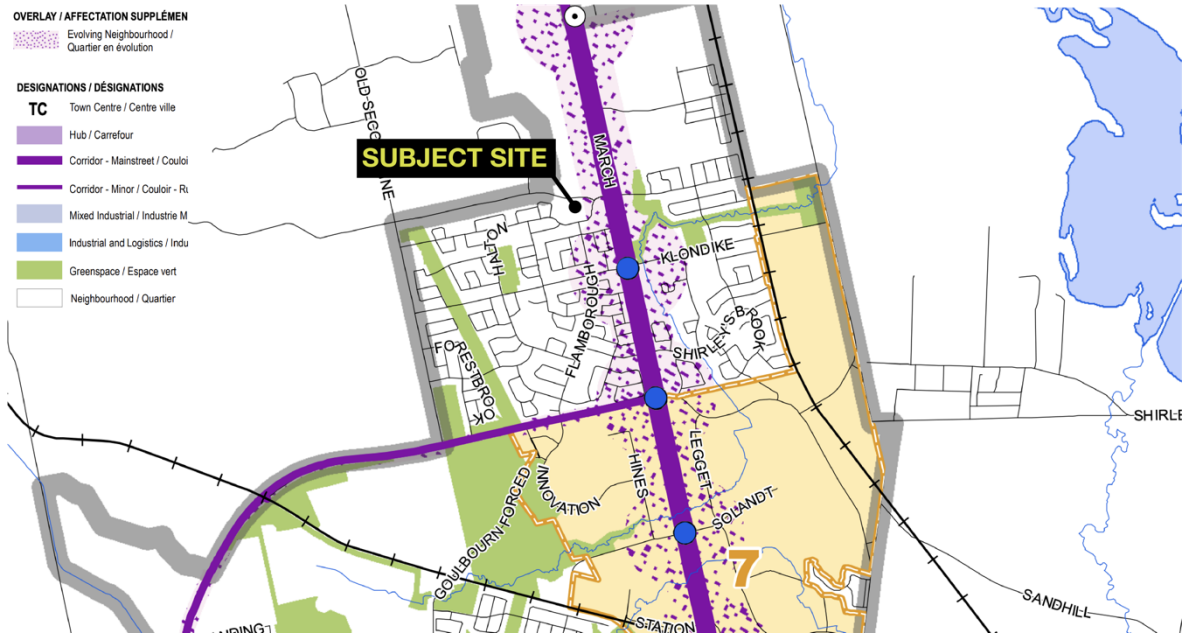 OVERLAY / AFFECTATION SUPPLÉMEN
Evolving Neighbourhood /
Quartier en évolution
DESIGNATIONS / DÉSIGNATIONS
TC Town Centre / Centre ville
Hub / Carrefour
Corridor - Mainstreet / Couloi
Corridor - Minor / Couloir - Ru
Mixed Industrial / Industrie M
Industrial and Logistics / Indu
Greenspace / Espace vert
Neighbourhood / Quartier
SUBJECT SITE
MARCH
HALTON
KLONDIKE
FLAMBOROUGH
SHIRLEY'S BROOK
FORESTBROOK
SHIRLE
HINES
LEGGET
INNOVATION
GOULBOURN FORCED
SOLANDT
7
SANDHILL
STATION